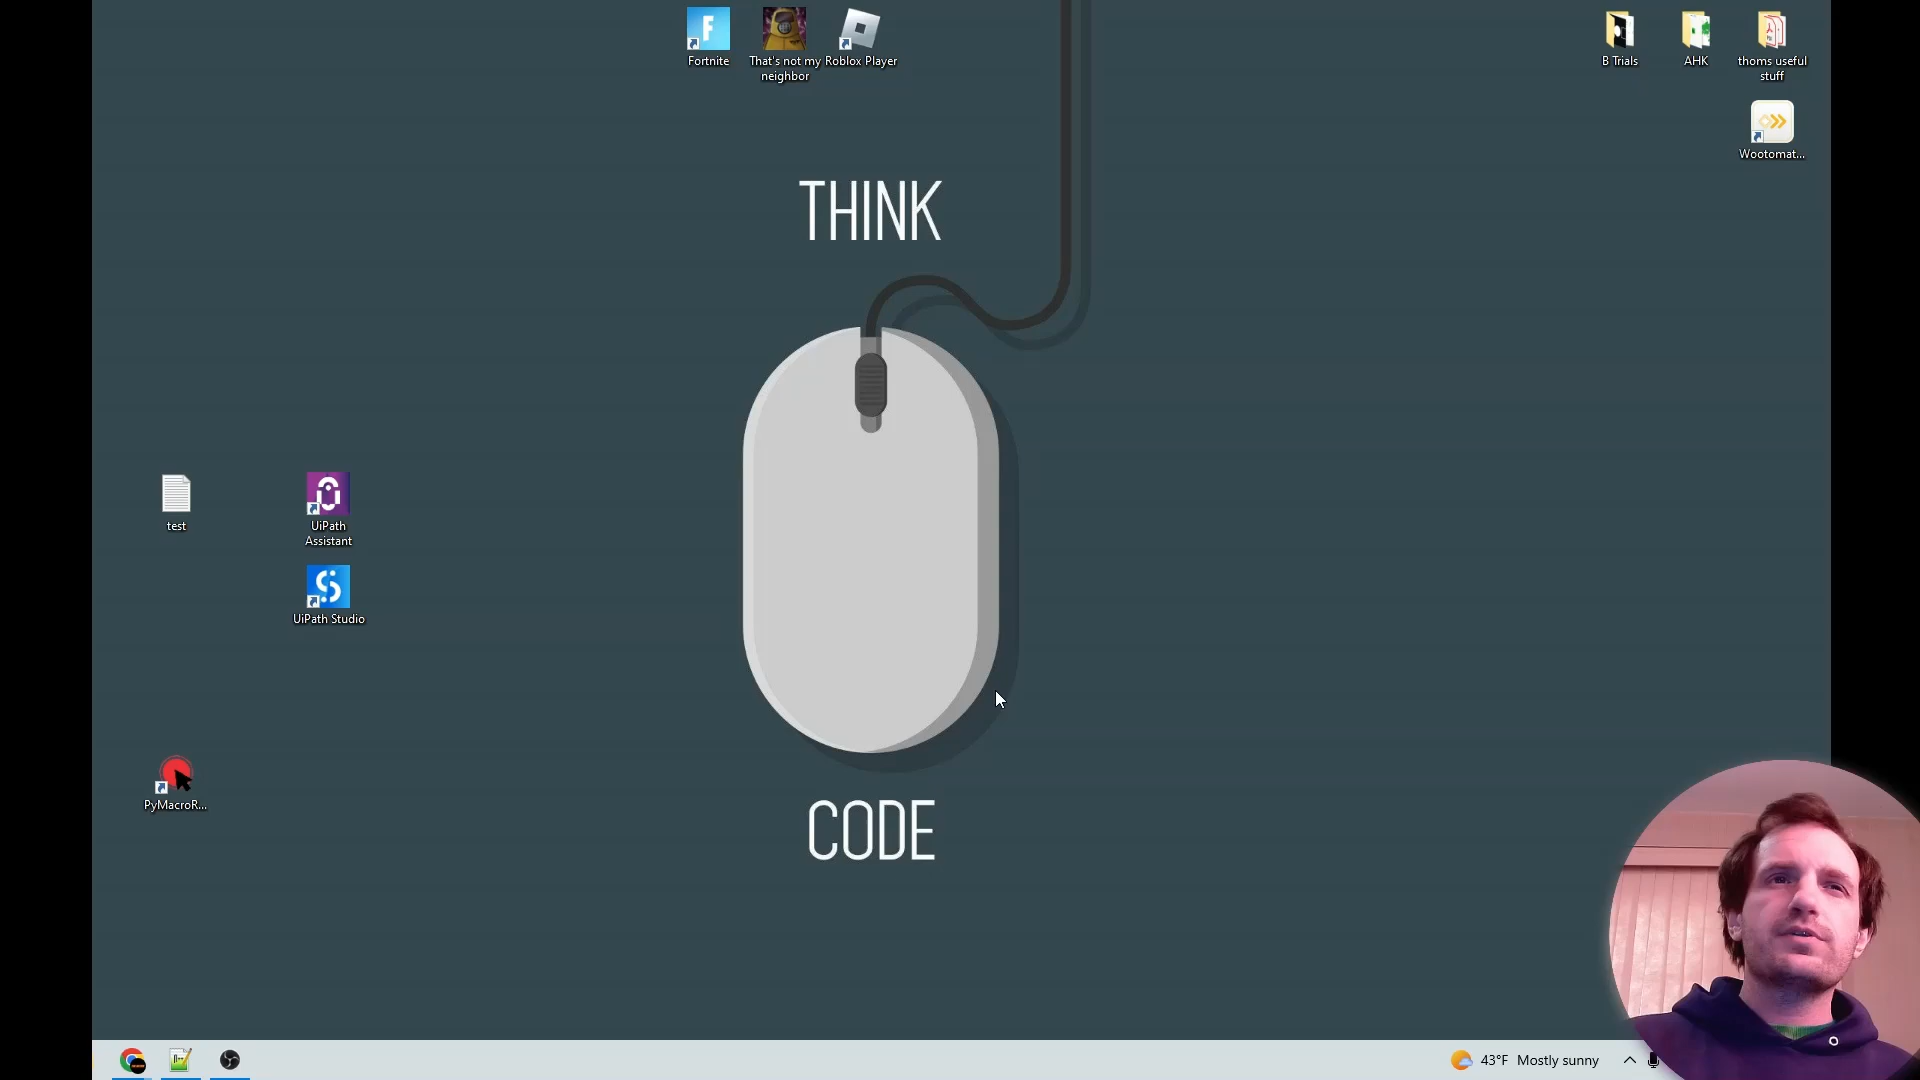 Fortnite
That's not my
neighbor
Roblox Player
B Trials
AHK
thoms useful
stuff
Wootomat...
THINK
test
UiPath
Assistant
UiPath Studio
PyMacroR...
CODE
43°F Mostly sunny